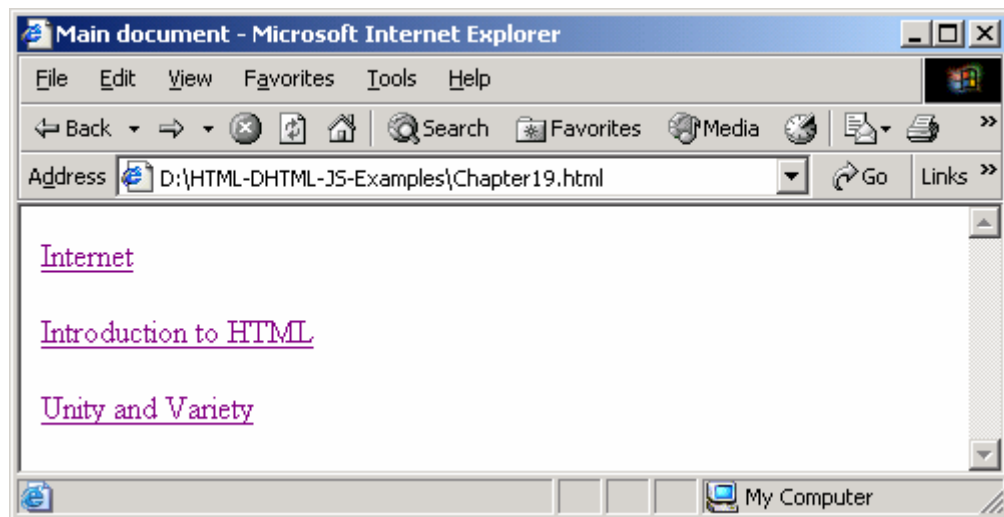 Main document - Microsoft Internet Explorer
File Edit View Favorites Tools Help
Back Search Favorites Media »
Address D:\HTML-DHTML-JS-Examples\Chapter19.html Go Links »
Internet
Introduction to HTML
Unity and Variety
My Computer